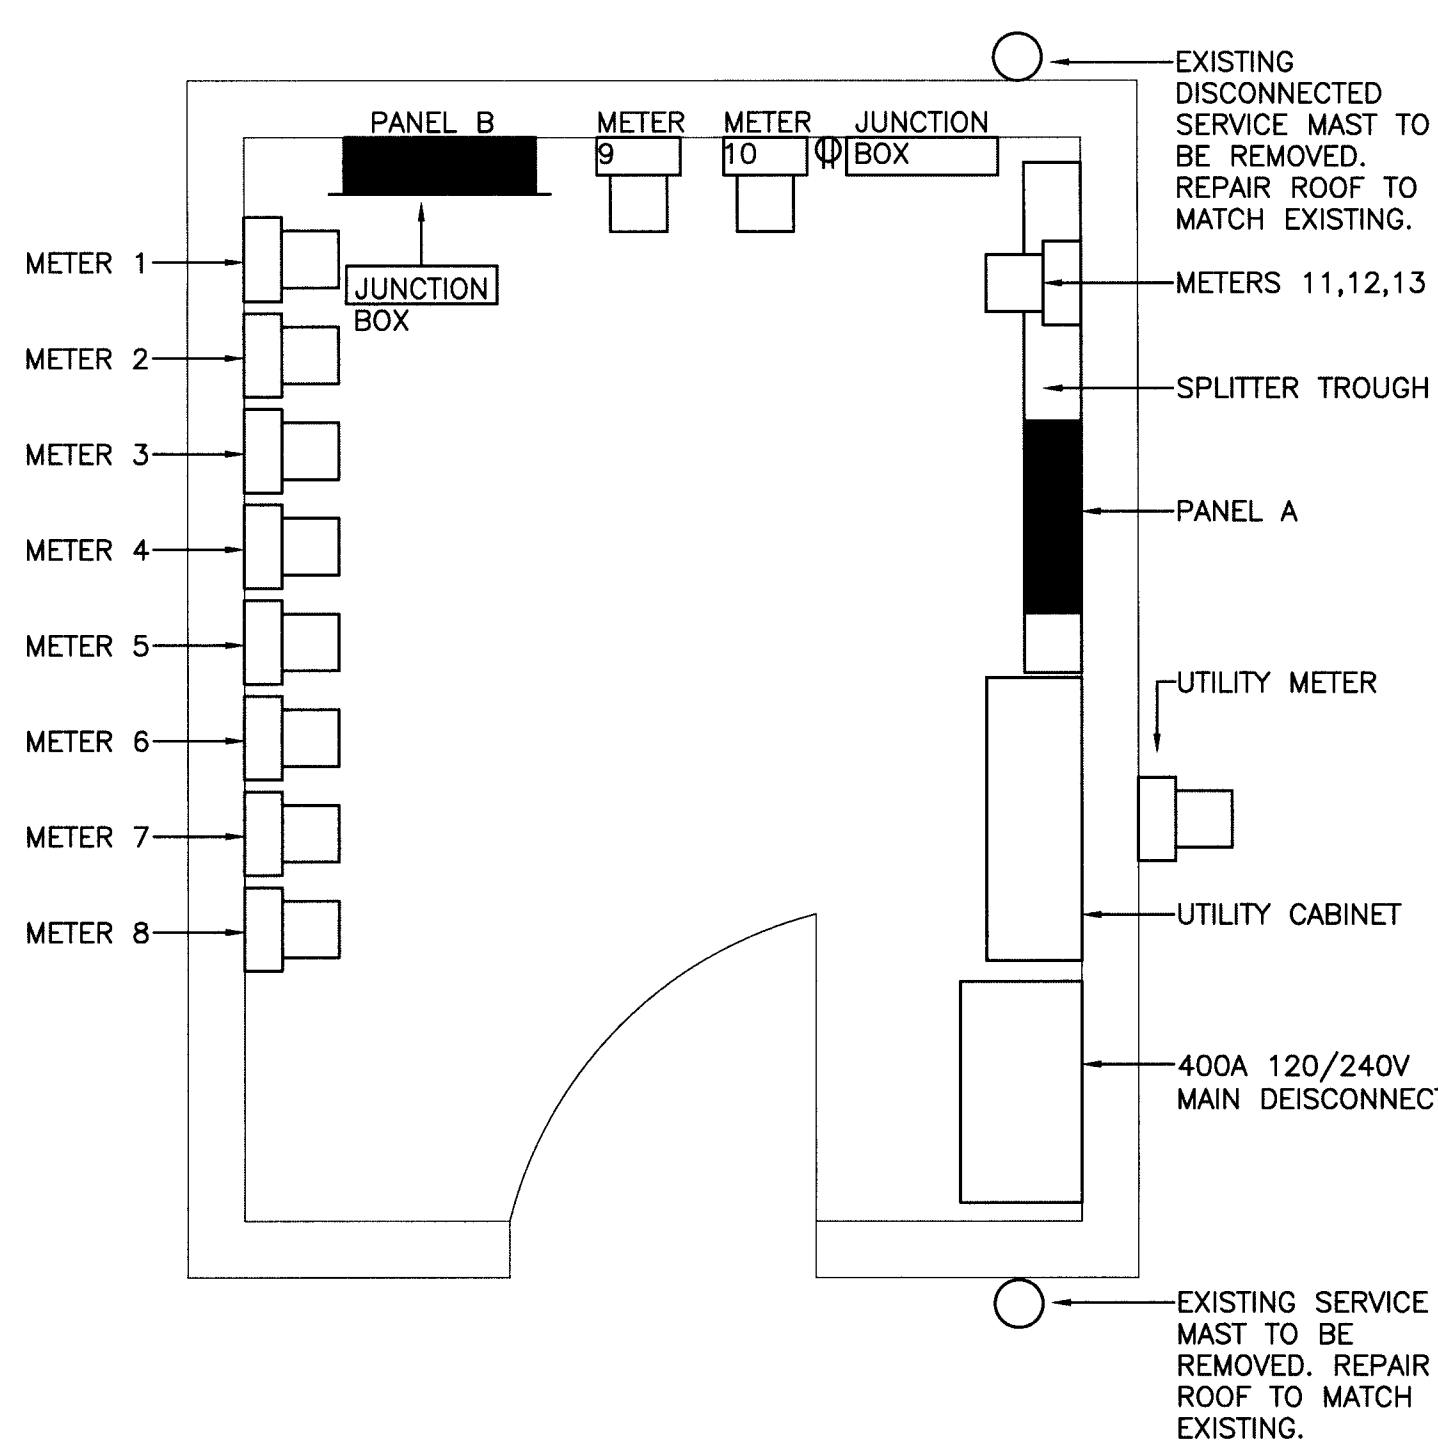 EXISTING
DISCONNECTED
SERVICE MAST TO
BE REMOVED.
REPAIR ROOF TO
MATCH EXISTING.
PANEL B
METER
9
METER
10
JUNCTION
BOX
METER 1
JUNCTION
BOX
METERS 11,12,13
METER 2
SPLITTER TROUGH
METER 3
PANEL A
METER 4
METER 5
UTILITY METER
METER 6
METER 7
UTILITY CABINET
METER 8
400A 120/240V
MAIN DEISCONNECT
EXISTING SERVICE
MAST TO BE
REMOVED. REPAIR
ROOF TO MATCH
EXISTING.